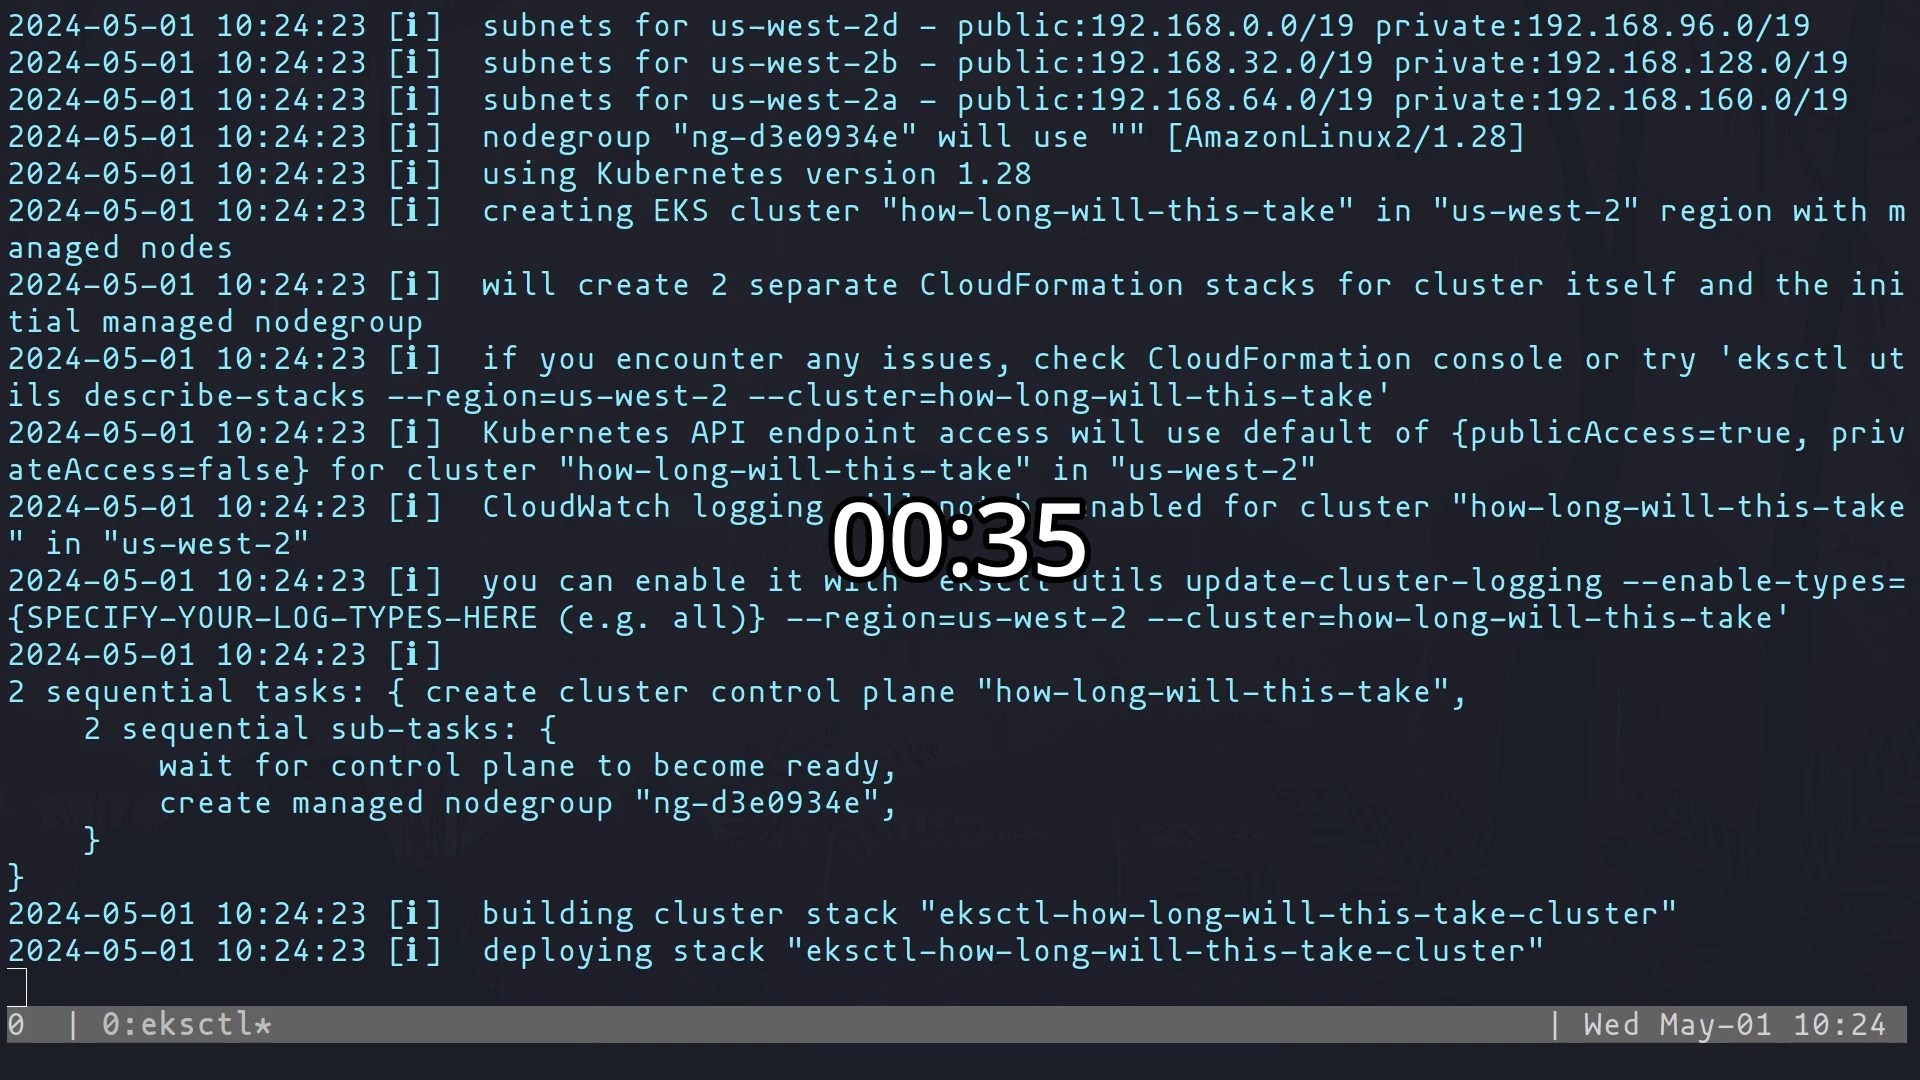 2024-05-01 10:24:23 [ℹ]  subnets for us-west-2d - public:192.168.0.0/19 private:192.168.96.0/19
2024-05-01 10:24:23 [ℹ]  subnets for us-west-2b - public:192.168.32.0/19 private:192.168.128.0/19
2024-05-01 10:24:23 [ℹ]  subnets for us-west-2a - public:192.168.64.0/19 private:192.168.160.0/19
2024-05-01 10:24:23 [ℹ]  nodegroup "ng-d3e0934e" will use "" [AmazonLinux2/1.28]
2024-05-01 10:24:23 [ℹ]  using Kubernetes version 1.28
2024-05-01 10:24:23 [ℹ]  creating EKS cluster "how-long-will-this-take" in "us-west-2" region with m
anaged nodes
2024-05-01 10:24:23 [ℹ]  will create 2 separate CloudFormation stacks for cluster itself and the ini
tial managed nodegroup
2024-05-01 10:24:23 [ℹ]  if you encounter any issues, check CloudFormation console or try 'eksctl ut
ils describe-stacks --region=us-west-2 --cluster=how-long-will-this-take'
2024-05-01 10:24:23 [ℹ]  Kubernetes API endpoint access will use default of {publicAccess=true, priv
ateAccess=false} for cluster "how-long-will-this-take" in "us-west-2"
2024-05-01 10:24:23 [ℹ]  CloudWatch logging will not be enabled for cluster "how-long-will-this-take
" in "us-west-2"
00:35
2024-05-01 10:24:23 [ℹ]  you can enable it with 'eksctl utils update-cluster-logging --enable-types=
{SPECIFY-YOUR-LOG-TYPES-HERE (e.g. all)} --region=us-west-2 --cluster=how-long-will-this-take'
2024-05-01 10:24:23 [ℹ]
2 sequential tasks: { create cluster control plane "how-long-will-this-take",
    2 sequential sub-tasks: {
        wait for control plane to become ready,
        create managed nodegroup "ng-d3e0934e",
    }
}
2024-05-01 10:24:23 [ℹ]  building cluster stack "eksctl-how-long-will-this-take-cluster"
2024-05-01 10:24:23 [ℹ]  deploying stack "eksctl-how-long-will-this-take-cluster"
0  | 0:eksctl* | Wed May-01 10:24